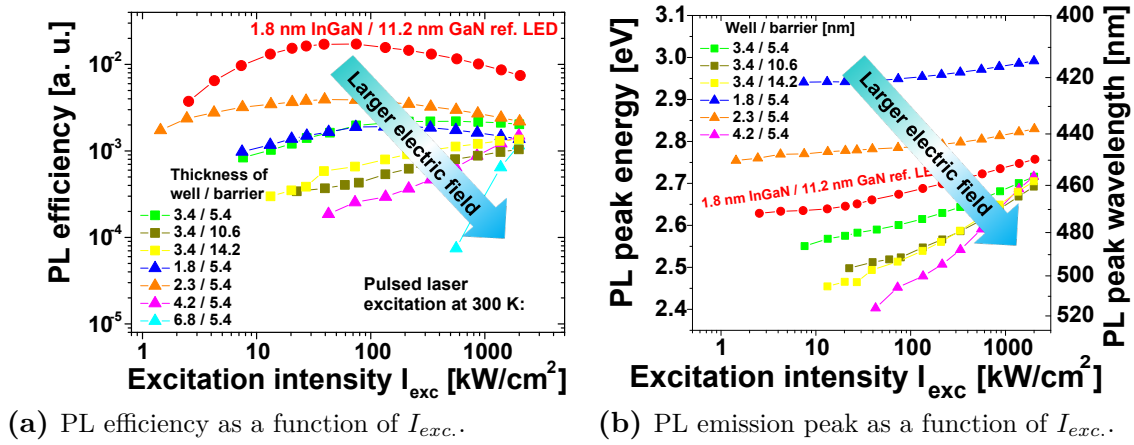 1.8 nm InGaN / 11.2 nm GaN ref. LED
Larger electric field
Thickness of
well / barrier
3.4 / 5.4
3.4 / 10.6
3.4 / 14.2
1.8 / 5.4
2.3 / 5.4
4.2 / 5.4
6.8 / 5.4
Pulsed laser
excitation at 300 K:
PL efficiency [a. u.]
10⁻²
10⁻³
10⁻⁴
10⁻⁵
1 10 100 1000
Excitation intensity I_exc [kW/cm²]
(a) PL efficiency as a function of I_exc..
Well / barrier [nm]
3.4 / 5.4
3.4 / 10.6
3.4 / 14.2
1.8 / 5.4
2.3 / 5.4
4.2 / 5.4
Larger electric field
1.8 nm InGaN / 11.2 nm GaN ref. LED
PL peak energy [eV]
3.1
3.0
2.9
2.8
2.7
2.6
2.5
2.4
PL peak wavelength [nm]
400
420
440
460
480
500
520
1 10 100 1000
Excitation intensity I_exc [kW/cm²]
(b) PL emission peak as a function of I_exc..